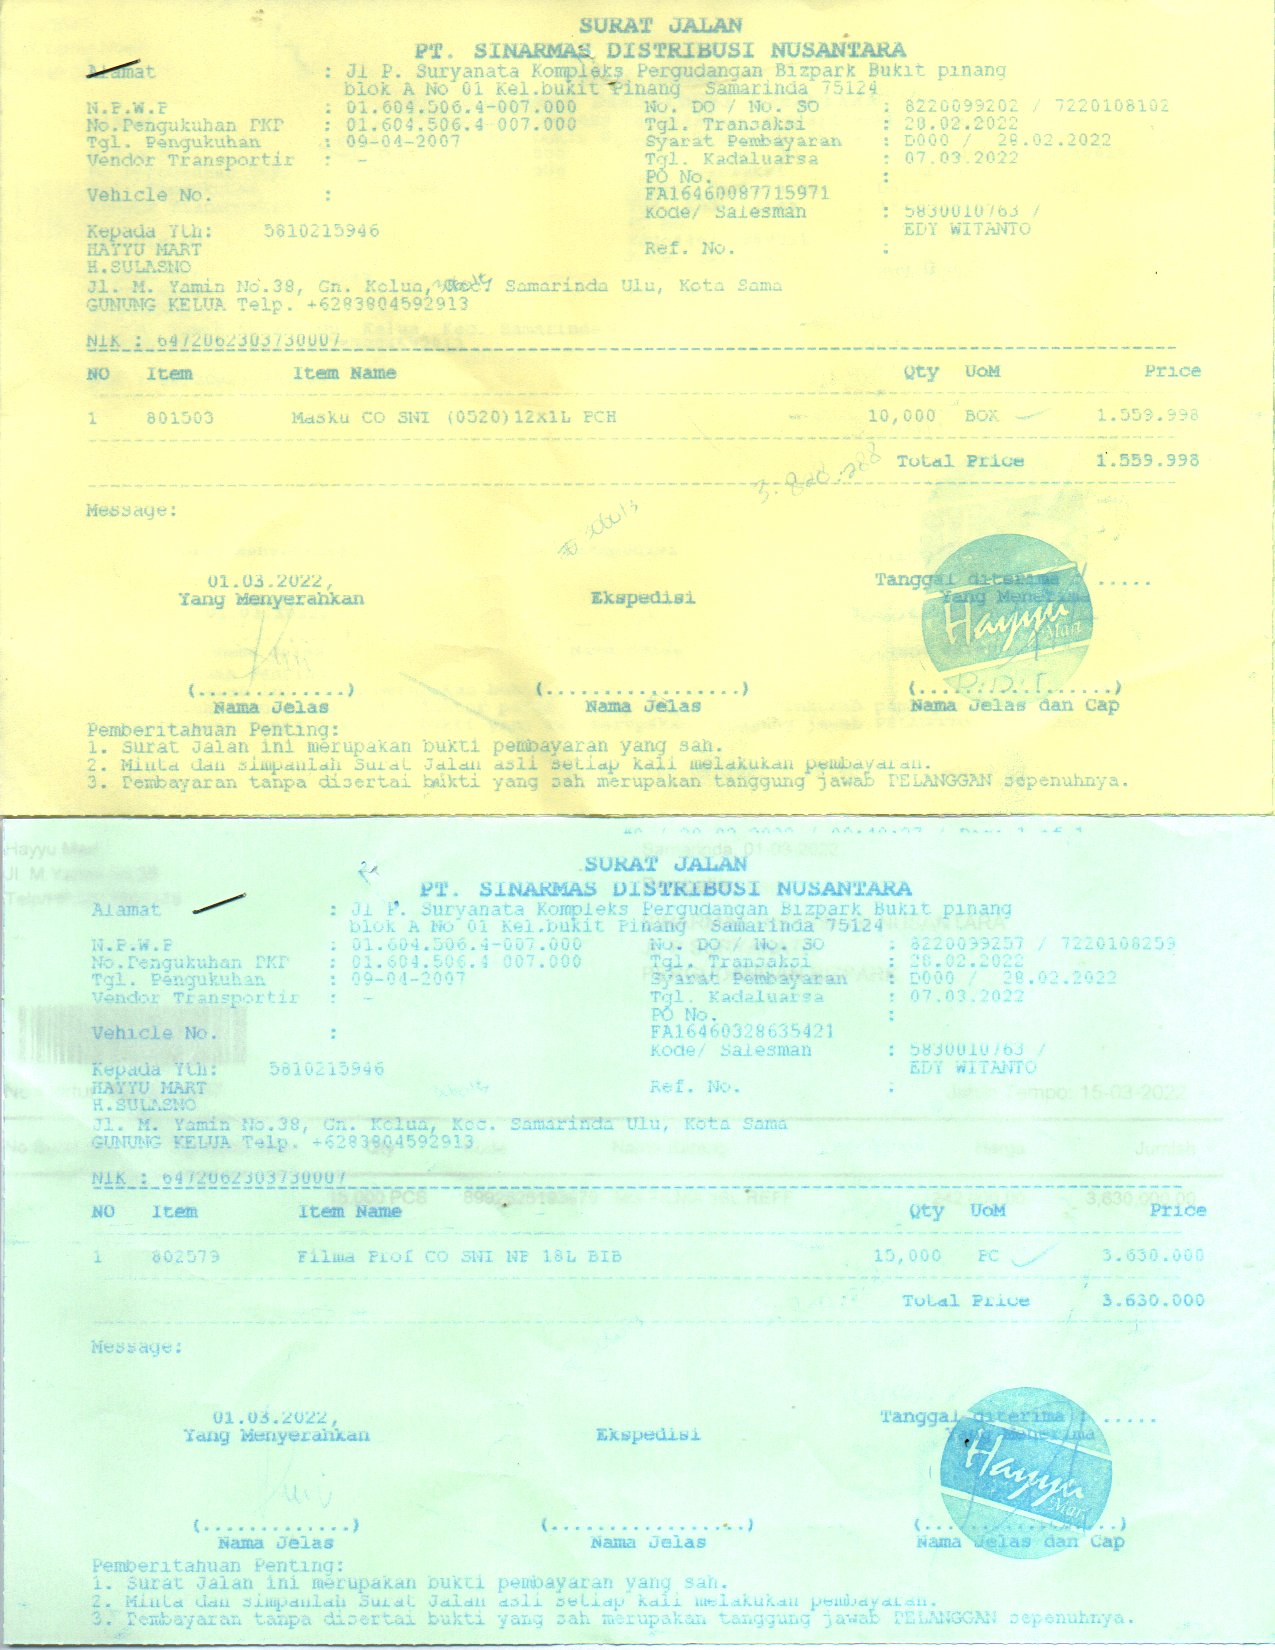 SURAT JALAN
PT. SINARMAS DISTRIBUSI NUSANTARA
Alamat : Jl P. Suryanata Kompleks Pergudangan Bizpark Bukit pinang
blok A No 01 Kel.bukit Pinang Samarinda 75124
N.P.W.P : 01.604.506.4-007.000 No. DO / No. SO : 8220099202 / 7220108102
No.Pengukuhan PKP : 01.604.506.4 007.000 Tgl. Transaksi : 28.02.2022
Tgl. Pengukuhan : 09-04-2007 Syarat Pembayaran : D000 / 28.02.2022
Vendor Transportir : - Tgl. Kadaluarsa : 07.03.2022
PO No. :
Vehicle No. : FA16460087715971
Kode/ Salesman : 5830010763 /
Kepada Yth: 5810215946 EDY WITANTO
HAYYU MART Ref. No. :
H.SULASNO
Jl. M. Yamin No.38, Gn. Kelua, Kec. Samarinda Ulu, Kota Sama
GUNUNG KELUA Telp. +6283804592913
NIK : 6472062303730007
NO Item Item Name Qty UoM Price
1 801503 Masku CO SNI (0520)12x1L PCH 10,000 BOX 1.559.998
Total Price 1.559.998
3.828.288
Message:
01.03.2022, Tanggal diterima : .....
Yang Menyerahkan Ekspedisi Yang Menerima
Hayyu
Mart
(.............) (.................) (.................)
Nama Jelas Nama Jelas Nama Jelas dan Cap
Pemberitahuan Penting:
1. Surat Jalan ini merupakan bukti pembayaran yang sah.
2. Minta dan simpanlah Surat Jalan asli setiap kali melakukan pembayaran.
3. Pembayaran tanpa disertai bukti yang sah merupakan tanggung jawab PELANGGAN sepenuhnya.
SURAT JALAN
PT. SINARMAS DISTRIBUSI NUSANTARA
Alamat : Jl P. Suryanata Kompleks Pergudangan Bizpark Bukit pinang
blok A No 01 Kel.bukit Pinang Samarinda 75124
N.P.W.P : 01.604.506.4-007.000 No. DO / No. SO : 8220099257 / 7220108259
No.Pengukuhan PKP : 01.604.506.4 007.000 Tgl. Transaksi : 28.02.2022
Tgl. Pengukuhan : 09-04-2007 Syarat Pembayaran : D000 / 28.02.2022
Vendor Transportir : - Tgl. Kadaluarsa : 07.03.2022
PO No. :
Vehicle No. : FA16460328635421
Kode/ Salesman : 5830010763 /
Kepada Yth: 5810215946 EDY WITANTO
HAYYU MART Ref. No. :
H.SULASNO
Jl. M. Yamin No.38, Gn. Kelua, Kec. Samarinda Ulu, Kota Sama
GUNUNG KELUA Telp. +6283804592913
NIK : 6472062303730007
NO Item Item Name Qty UoM Price
1 802579 Filma Prof CO SNI NP 18L BIB 15,000 PC 3.630.000
Total Price 3.630.000
Message:
01.03.2022, Tanggal diterima : .....
Yang Menyerahkan Ekspedisi Yang Menerima
Hayyu
Mart
(.............) (.................) (.................)
Nama Jelas Nama Jelas Nama Jelas dan Cap
Pemberitahuan Penting:
1. Surat Jalan ini merupakan bukti pembayaran yang sah.
2. Minta dan simpanlah Surat Jalan asli setiap kali melakukan pembayaran.
3. Pembayaran tanpa disertai bukti yang sah merupakan tanggung jawab PELANGGAN sepenuhnya.